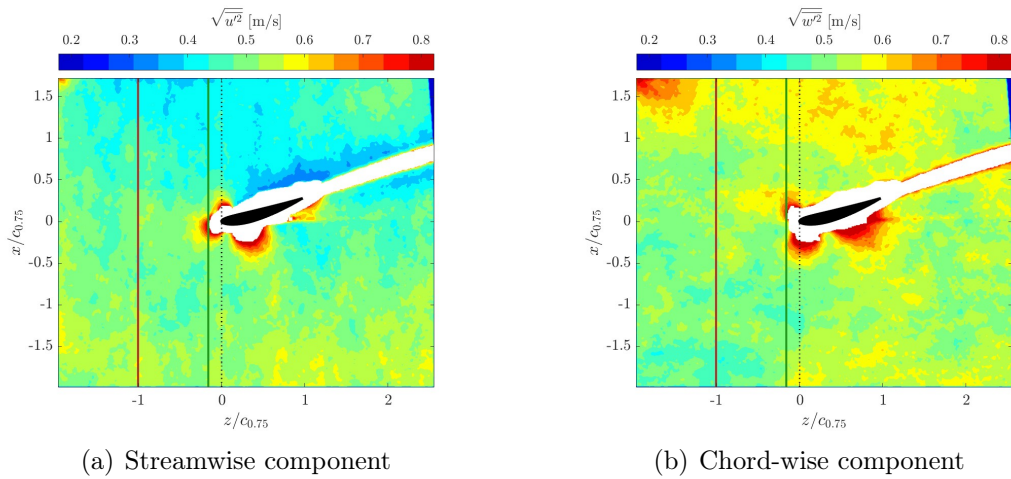 √u′² [m/s]
0.2 0.3 0.4 0.5 0.6 0.7 0.8
1.5
1
0.5
0
-0.5
-1
-1.5
x/c0.75
-1 0 1 2
z/c0.75
(a) Streamwise component
√w′² [m/s]
0.2 0.3 0.4 0.5 0.6 0.7 0.8
1.5
1
0.5
0
-0.5
-1
-1.5
x/c0.75
-1 0 1 2
z/c0.75
(b) Chord-wise component